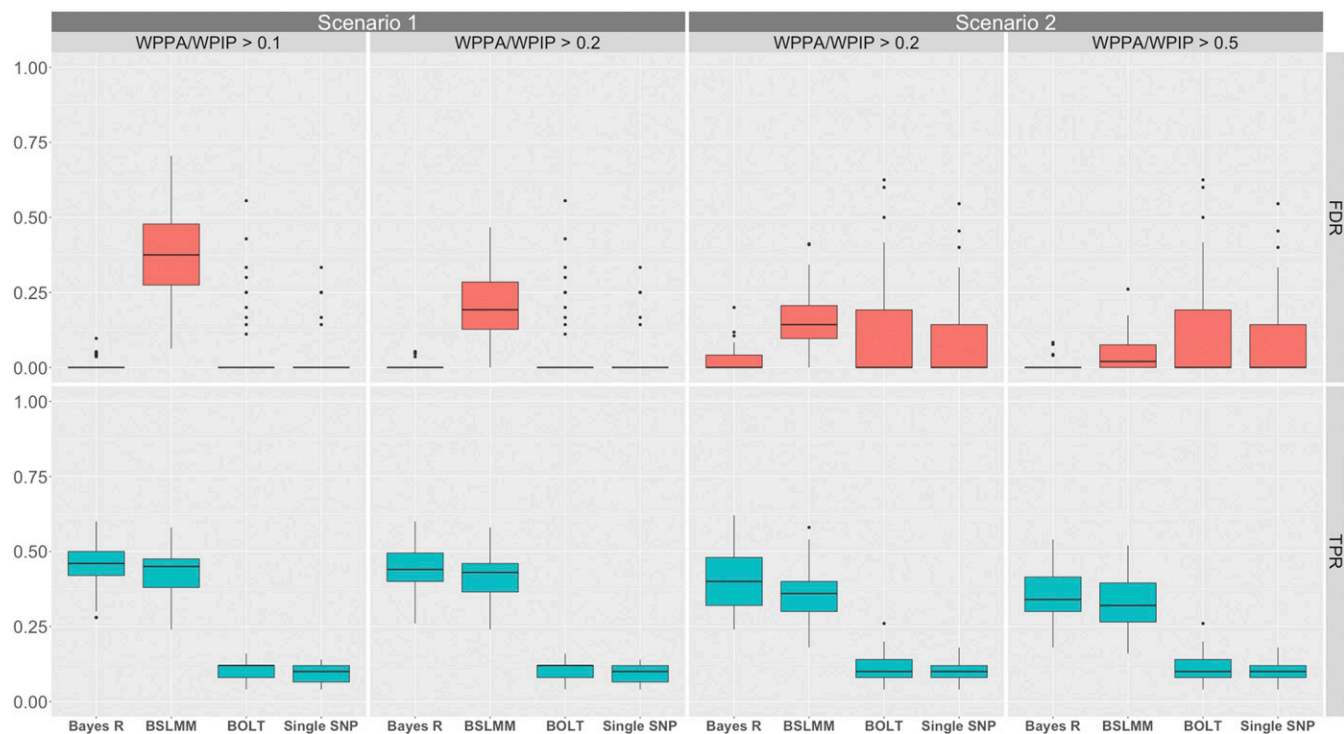 Scenario 1 Scenario 2
WPPA/WPIP > 0.1 WPPA/WPIP > 0.2 WPPA/WPIP > 0.2 WPPA/WPIP > 0.5
1.00
0.75
0.50
0.25
0.00
FDR
1.00
0.75
0.50
0.25
0.00
TPR
Bayes R BSLMM BOLT Single SNP Bayes R BSLMM BOLT Single SNP Bayes R BSLMM BOLT Single SNP Bayes R BSLMM BOLT Single SNP